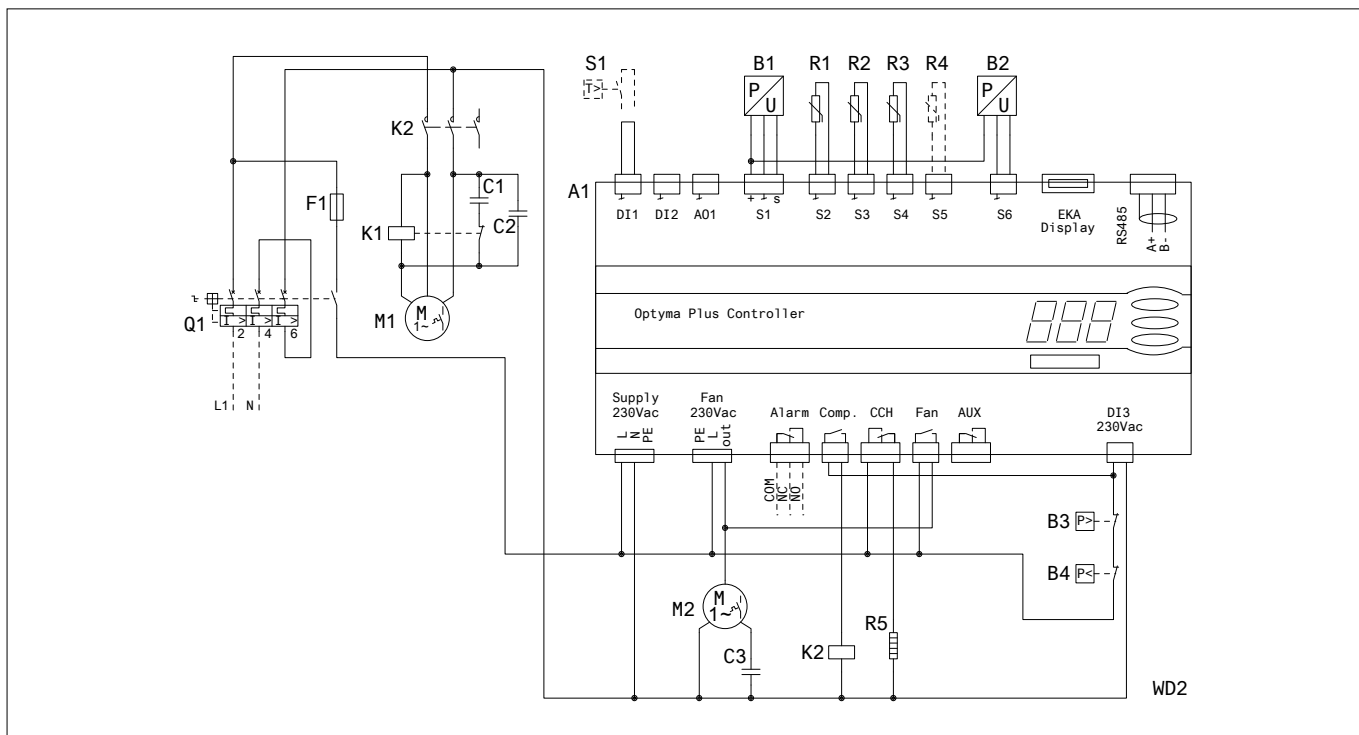 S1 B1 R1 R2 R3 R4 B2
T> P U P U
K2
C1
A1
F1 C2
+ ~ s
DI1 DI2 AO1 S1 S2 S3 S4 S5 S6 EKA Display RS485 A+ B-
K1
Q1 I > I > I > M1 M 1~
2 4 6
Optyma Plus Controller
L1 N
Supply 230Vac Fan 230Vac Alarm Comp. CCH Fan AUX DI3 230Vac
L N PE PE L out
COM NC NO
B3 P>
B4 P<
M2 M 1~
R5
C3 K2
WD2